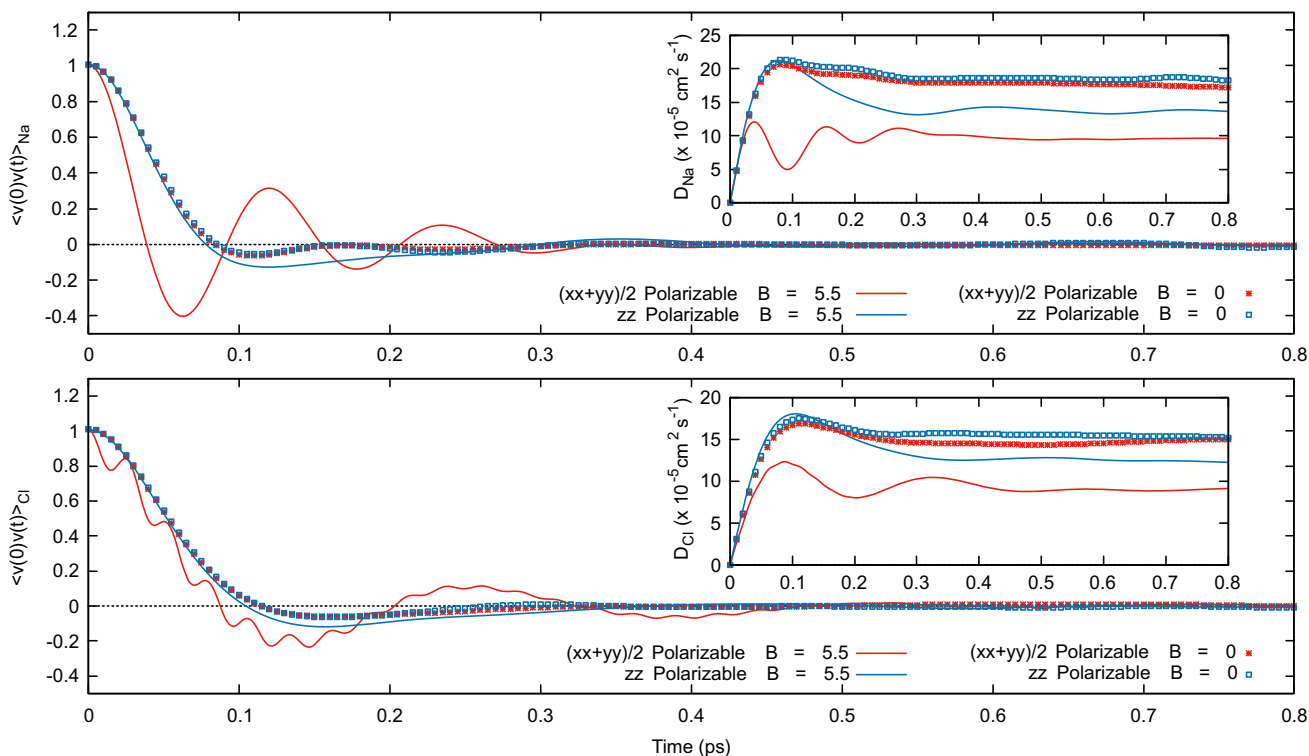 1.2
1
0.8
0.6
0.4
0.2
0
-0.2
-0.4
<v(0)v(t)>Na
0 0.1 0.2 0.3 0.4 0.5 0.6 0.7 0.8
(xx+yy)/2 Polarizable B = 5.5
zz Polarizable B = 5.5
(xx+yy)/2 Polarizable B = 0
zz Polarizable B = 0
25
20
15
10
5
0
DNa (x 10-5 cm2 s-1)
0 0.1 0.2 0.3 0.4 0.5 0.6 0.7 0.8
1.2
1
0.8
0.6
0.4
0.2
0
-0.2
-0.4
<v(0)v(t)>Cl
0 0.1 0.2 0.3 0.4 0.5 0.6 0.7 0.8
(xx+yy)/2 Polarizable B = 5.5
zz Polarizable B = 5.5
(xx+yy)/2 Polarizable B = 0
zz Polarizable B = 0
20
15
10
5
0
DCl (x 10-5cm2 s-1)
0 0.1 0.2 0.3 0.4 0.5 0.6 0.7 0.8
Time (ps)